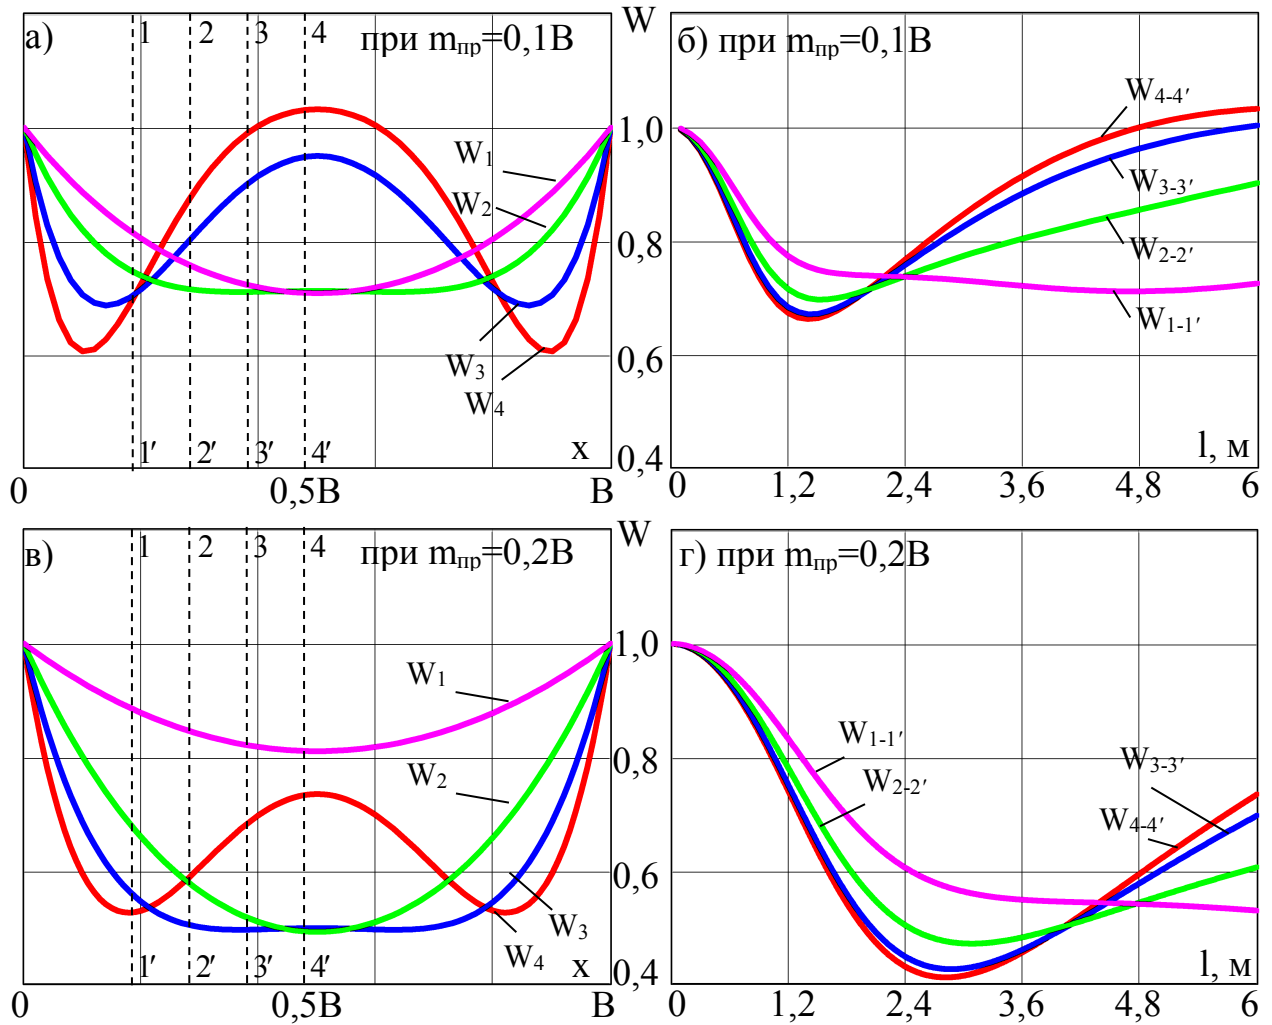 а)
1
2
3
4
при mпр=0,1В
W
б) при mпр=0,1В
W4-4′
1,0
W1
W3-3′
W2
0,8
W2-2′
W1-1′
0,6
W3
W4
1′
2′
3′
4′
x
0,4
l, м
0
0,5В
В
0
1,2
2,4
3,6
4,8
6
в)
1
2
3
4
при mпр=0,2В
W
г) при mпр=0,2В
1,0
W1
W1-1′
W3-3′
0,8
W2
W2-2′
W4-4′
0,6
W3
W4
1′
2′
3′
4′
x
0,4
l, м
0
0,5В
В
0
1,2
2,4
3,6
4,8
6